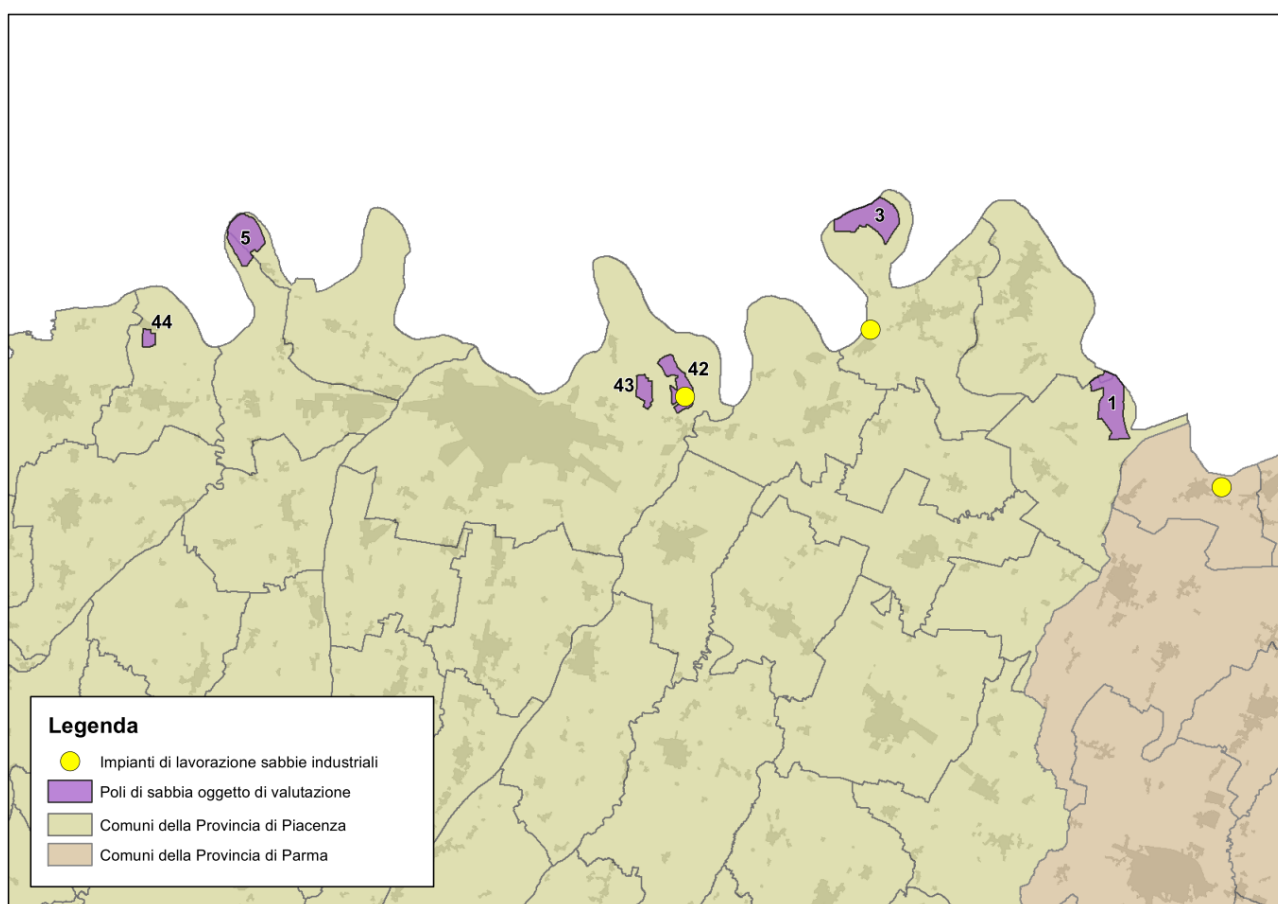 3
5
44
42
43
1
Legenda
Impianti di lavorazione sabbie industriali
Poli di sabbia oggetto di valutazione
Comuni della Provincia di Piacenza
Comuni della Provincia di Parma